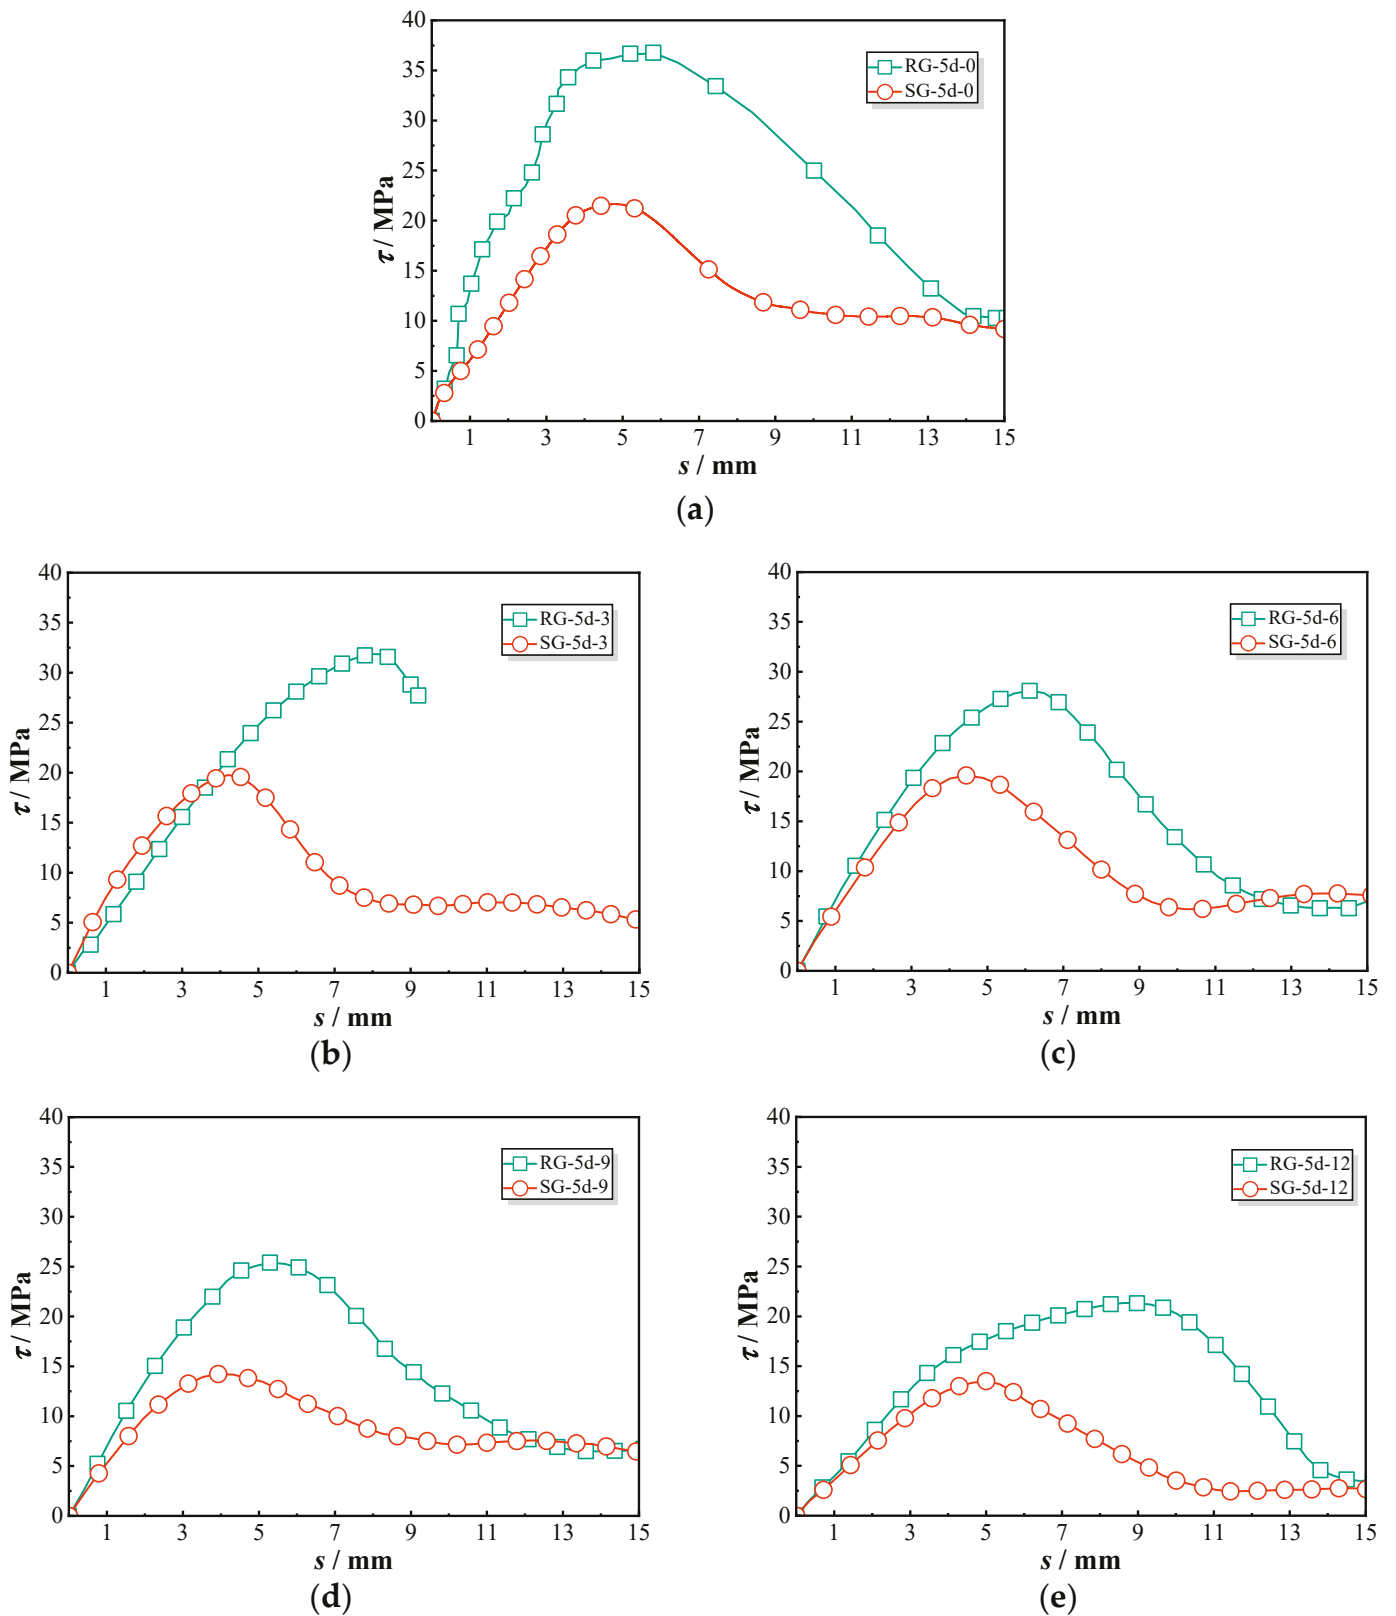 40
35
30
25
20
15
10
5
0
τ / MPa
RG-5d-0
SG-5d-0
1 3 5 7 9 11 13 15
s / mm
(a)
40
35
30
25
20
15
10
5
0
τ / MPa
RG-5d-3
SG-5d-3
1 3 5 7 9 11 13 15
s / mm
(b)
40
35
30
25
20
15
10
5
0
τ / MPa
RG-5d-6
SG-5d-6
1 3 5 7 9 11 13 15
s / mm
(c)
40
35
30
25
20
15
10
5
0
τ / MPa
RG-5d-9
SG-5d-9
1 3 5 7 9 11 13 15
s / mm
(d)
40
35
30
25
20
15
10
5
0
τ / MPa
RG-5d-12
SG-5d-12
1 3 5 7 9 11 13 15
s / mm
(e)